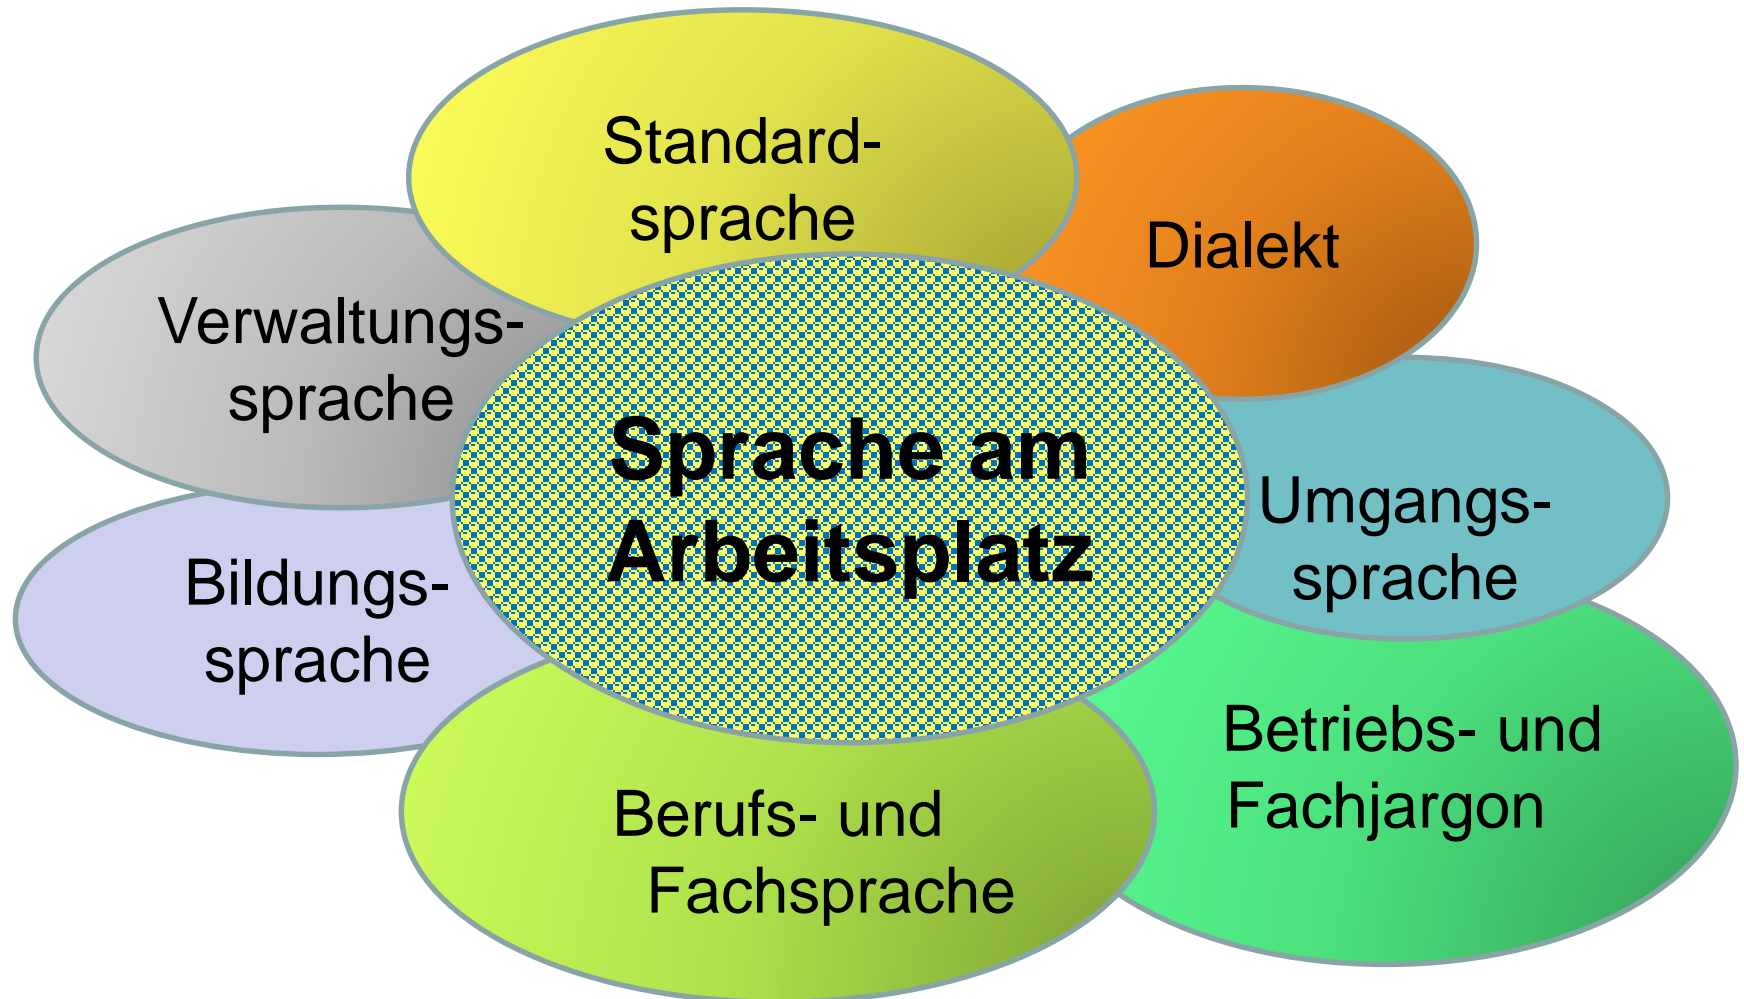 Standard-
sprache
Dialekt
Verwaltungs-
sprache
Sprache am
Arbeitsplatz
Umgangs-
sprache
Bildungs-
sprache
Betriebs- und
Fachjargon
Berufs- und
Fachsprache